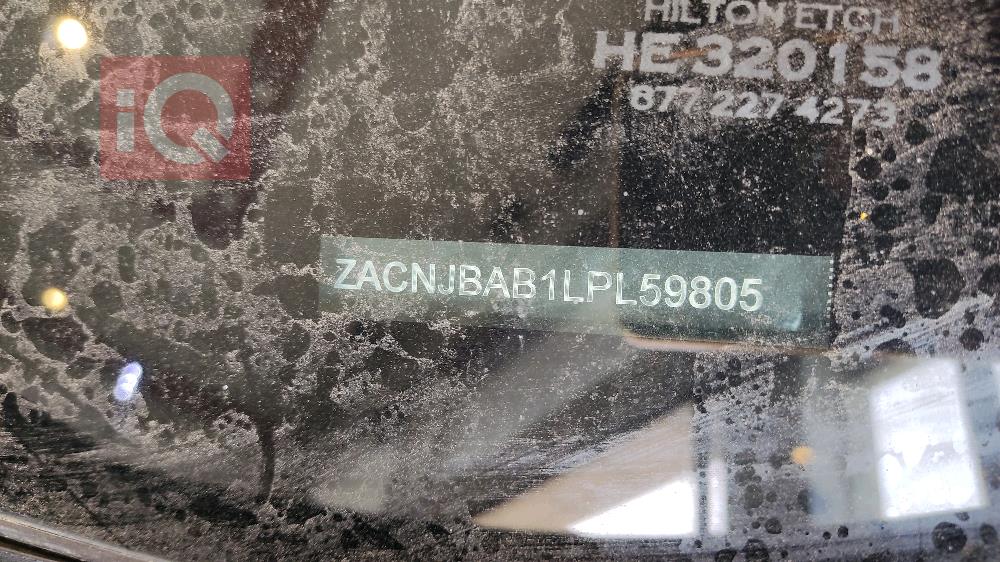 HILTON ETCH
HE-320158
877 227 4273
iQ
ZACNJBAB1LPL59805